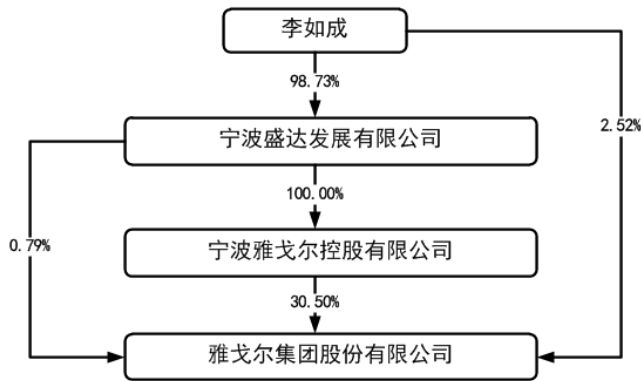 李如成
98.73%
宁波盛达发展有限公司
2.52%
100.00%
0.79%
宁波雅戈尔控股有限公司
30.50%
雅戈尔集团股份有限公司